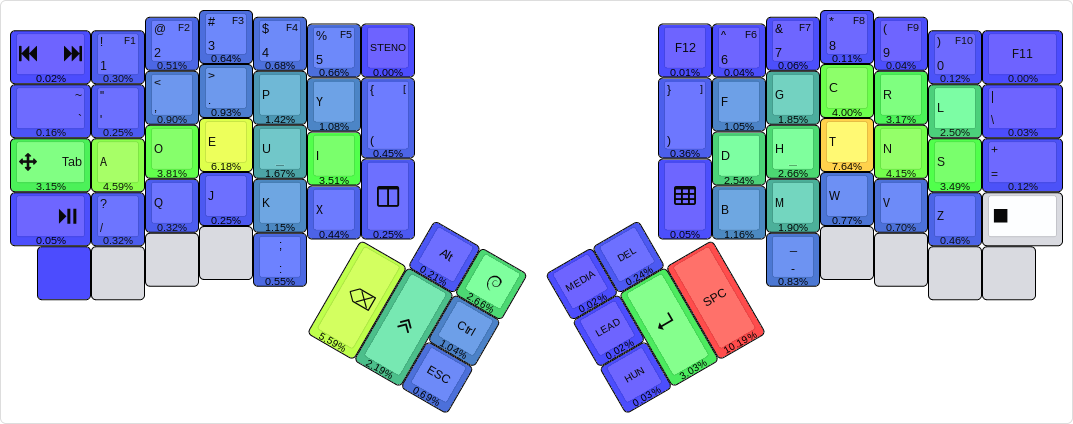 0.02%
! F1
1
0.30%
@ F2
2
0.51%
# F3
3
0.64%
$ F4
4
0.68%
% F5
5
0.66%
STENO
0.00%
~
`
0.16%
"
'
0.25%
<
,
0.90%
>
.
0.93%
P
1.42%
Y
1.08%
{ [
(
0.45%
Tab
3.15%
A
4.59%
O
3.81%
E
6.18%
U
_
1.67%
I
3.51%
0.05%
?
/
0.32%
Q
0.32%
J
0.25%
K
1.15%
X
0.44%
0.25%
;
:
0.55%
Alt
0.21%
2.66%
5.59%
2.19%
Ctrl
1.04%
ESC
0.69%
F12
0.01%
^ F6
6
0.04%
& F7
7
0.06%
* F8
8
0.11%
( F9
9
0.04%
) F10
0
0.12%
F11
0.00%
} ]
)
0.36%
F
1.05%
G
1.85%
C
4.00%
R
3.17%
L
2.50%
|
\
0.03%
D
2.54%
H
_
2.66%
T
7.64%
N
4.15%
S
3.49%
+
=
0.12%
0.05%
B
1.16%
M
1.90%
W
0.77%
V
0.70%
Z
0.46%
_
-
0.83%
MEDIA
0.02%
DEL
0.24%
LEAD
0.02%
HUN
0.03%
3.03%
SPC
10.19%